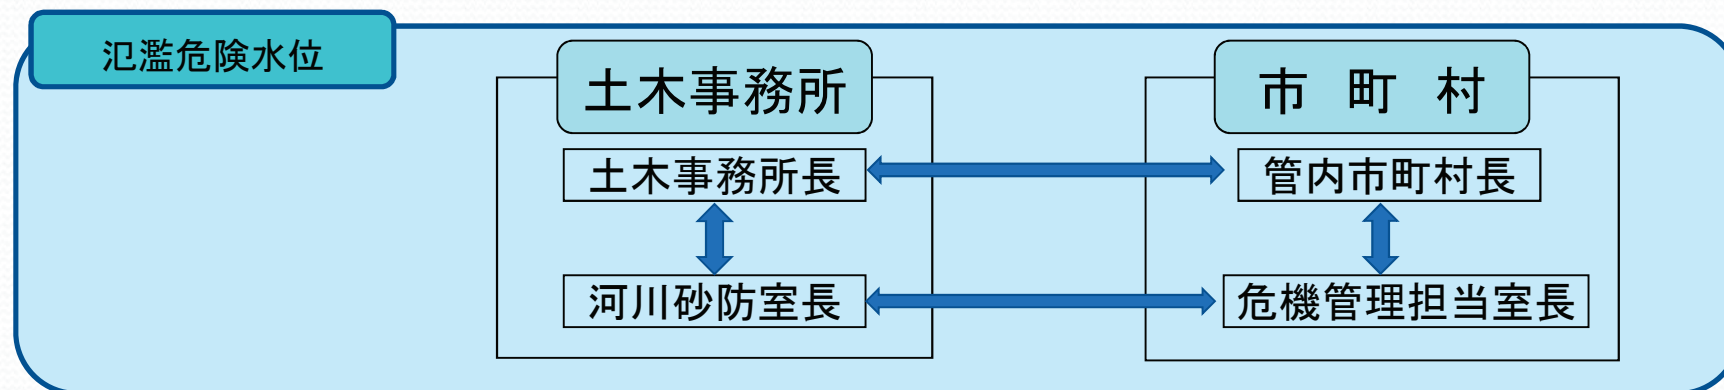 氾濫危険水位
土木事務所
市 町 村
土木事務所長
管内市町村長
河川砂防室長
危機管理担当室長